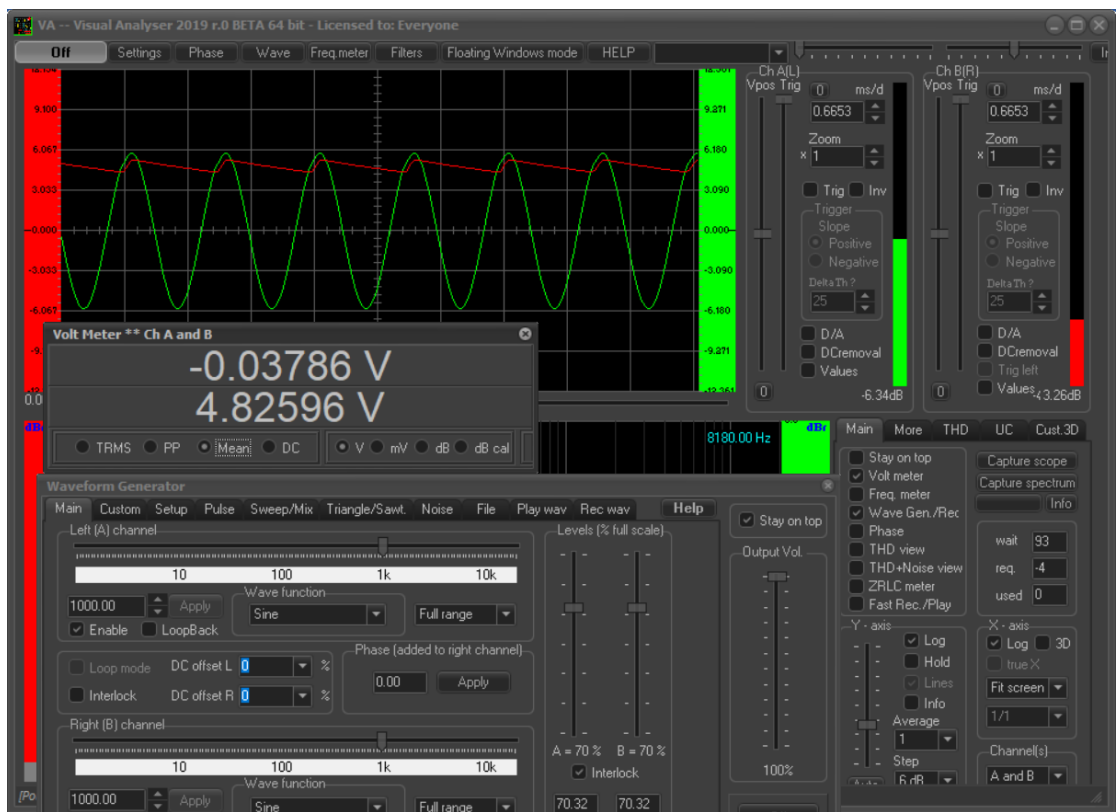 VA -- Visual Analyser 2019 r.0 BETA 64 bit - Licensed to: Everyone
Off Settings Phase Wave Freq.meter Filters Floating Windows mode HELP
9.100
6.067
3.033
-0.000
-3.033
-6.067
9.271
6.180
3.090
0.000
-3.090
-6.180
-9.271
Ch A(L)
Vpos Trig 0 ms/d
0.6653
Zoom
× 1
Trig Inv
Trigger
Slope
Positive
Negative
Delta Th ?
25
D/A
DCremoval
Values
0 -6.34dB
Ch B(R)
Vpos Trig 0 ms/d
0.6653
Zoom
× 1
Trig Inv
Trigger
Slope
Positive
Negative
Delta Th ?
25
D/A
DCremoval
Trig left
Values
0 -43.26dB
Volt Meter ** Ch A and B
-0.03786 V
4.82596 V
TRMS PP Mean DC V mV dB dB cal
8180.00 Hz
dBr
Waveform Generator
Main Custom Setup Pulse Sweep/Mix Triangle/Sawt. Noise File Play wav Rec wav Help
Left (A) channel
10 100 1k 10k
1000.00 Apply
Wave function
Sine Full range
Enable LoopBack
Loop mode DC offset L 0 %
Interlock DC offset R 0 %
Phase (added to right channel)
0.00 Apply
Right (B) channel
10 100 1k 10k
Wave function
1000.00 Apply Sine Full range
Levels (% full scale)
A = 70 % B = 70 %
Interlock
70.32 70.32
Stay on top
Output Vol.
100%
Main More THD UC Cust.3D
Stay on top
Volt meter
Freq. meter
Wave Gen./Rec
Phase
THD view
THD+Noise view
ZRLC meter
Fast Rec./Play
Capture scope
Capture spectrum
Info
wait 93
req. -4
used 0
Y - axis
Log
Hold
Lines
Info
Average
1
Step
6 dB
X - axis
Log 3D
true X
Fit screen
1/1
Channel(s)
A and B